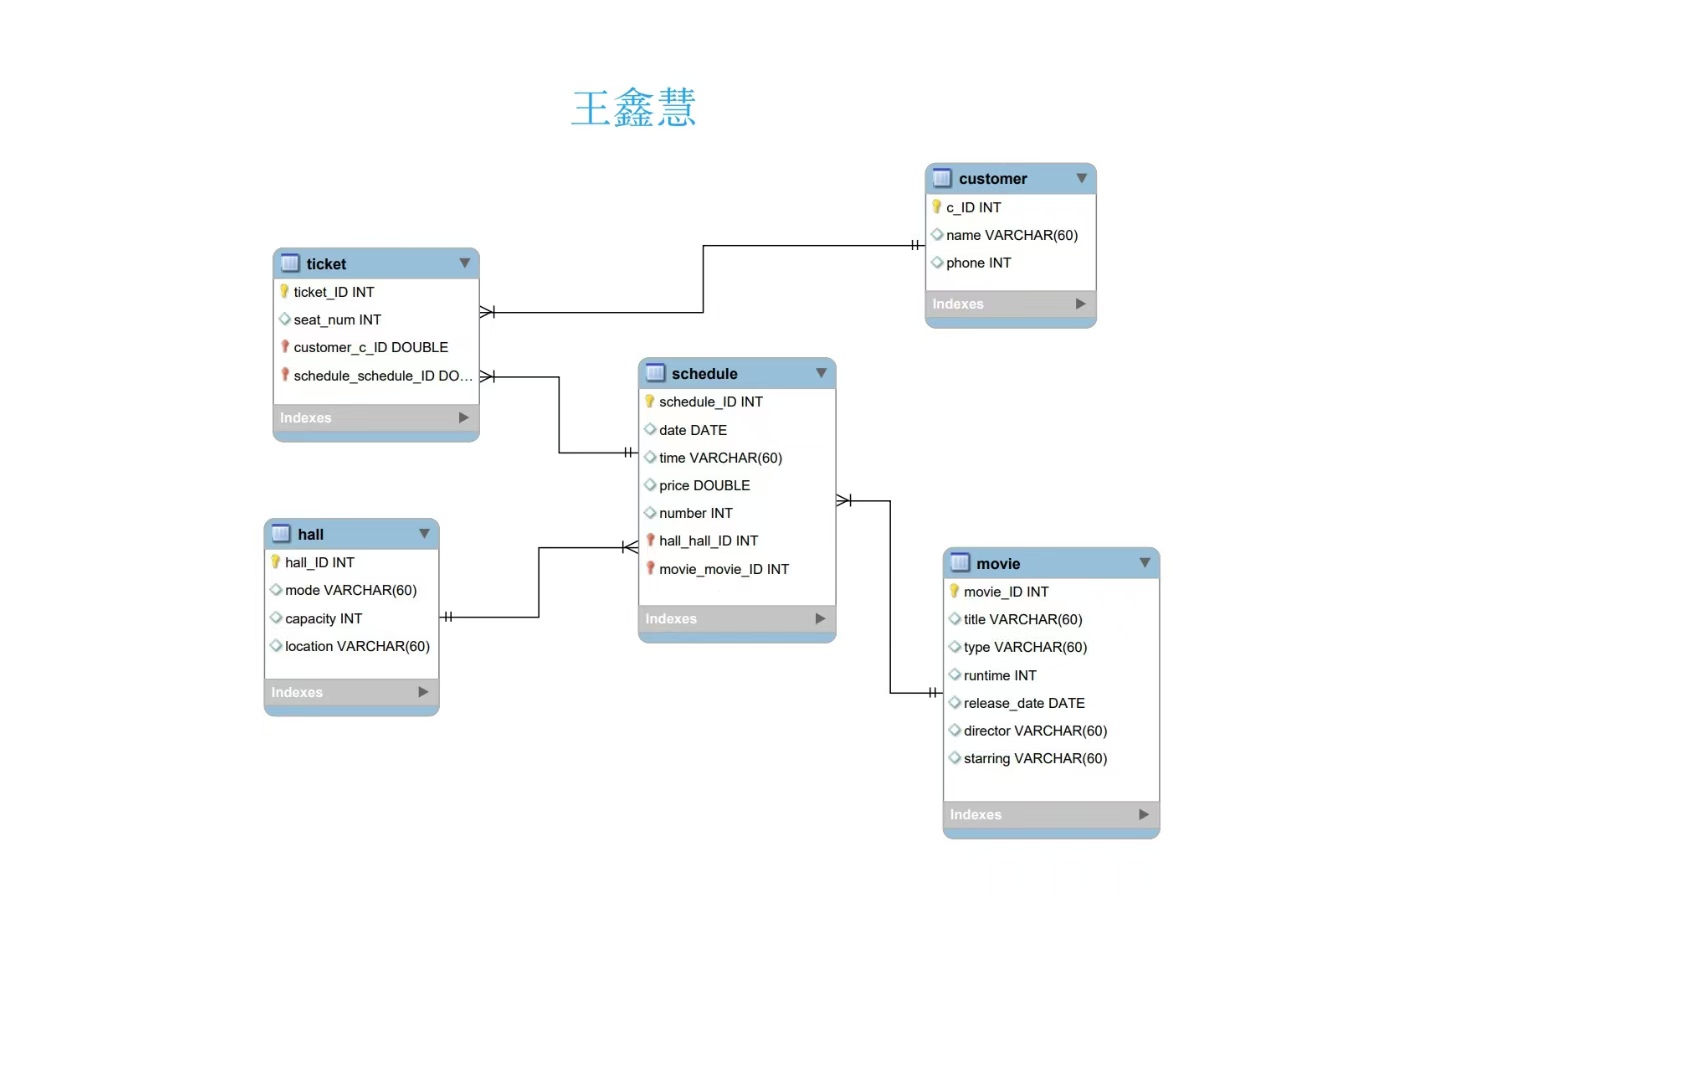 王鑫慧
customer
c_ID INT
name VARCHAR(60)
phone INT
Indexes
ticket
ticket_ID INT
seat_num INT
customer_c_ID DOUBLE
schedule_schedule_ID DO...
Indexes
schedule
schedule_ID INT
date DATE
time VARCHAR(60)
price DOUBLE
number INT
hall_hall_ID INT
movie_movie_ID INT
Indexes
hall
hall_ID INT
mode VARCHAR(60)
capacity INT
location VARCHAR(60)
Indexes
movie
movie_ID INT
title VARCHAR(60)
type VARCHAR(60)
runtime INT
release_date DATE
director VARCHAR(60)
starring VARCHAR(60)
Indexes